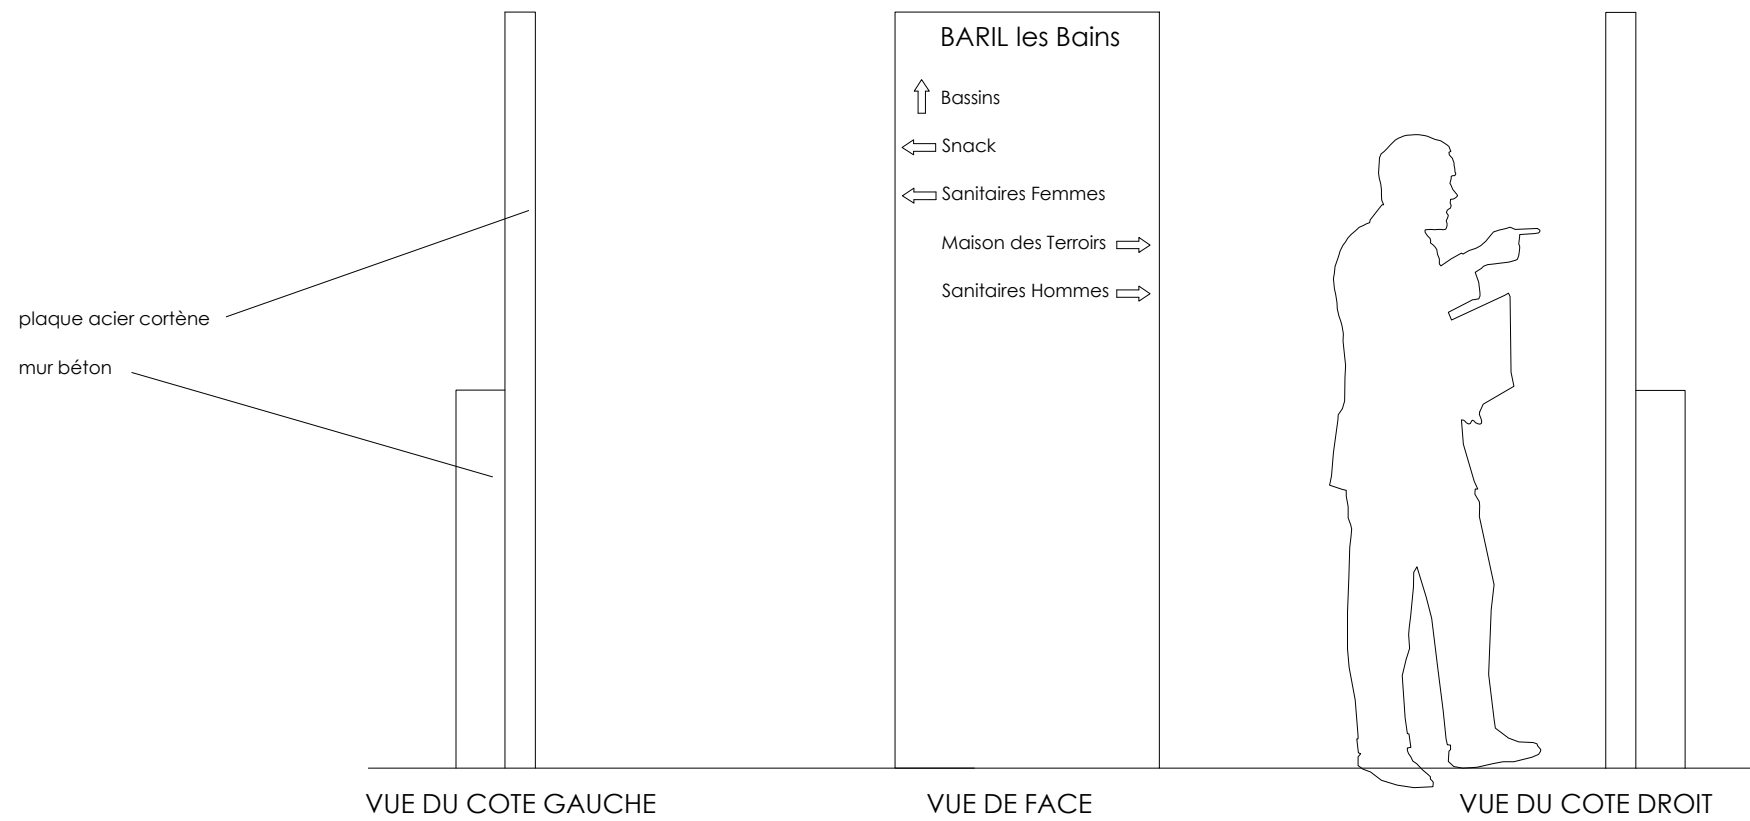 BARIL les Bains
Bassins
Snack
Sanitaires Femmes
Maison des Terroirs
Sanitaires Hommes
plaque acier cortène
mur béton
VUE DU COTE GAUCHE
VUE DE FACE
VUE DU COTE DROIT